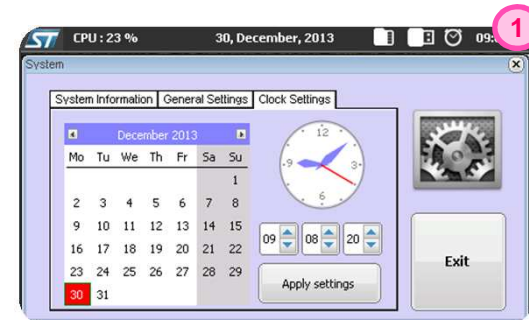 ST CPU : 23 % 30, December, 2013 09:
1
System
System Information General Settings Clock Settings
December 2013
Mo Tu We Th Fr Sa Su
1
2 3 4 5 6 7 8
9 10 11 12 13 14 15
16 17 18 19 20 21 22
23 24 25 26 27 28 29
30 31
12
9 3
6
09 08 20
Apply settings
Exit